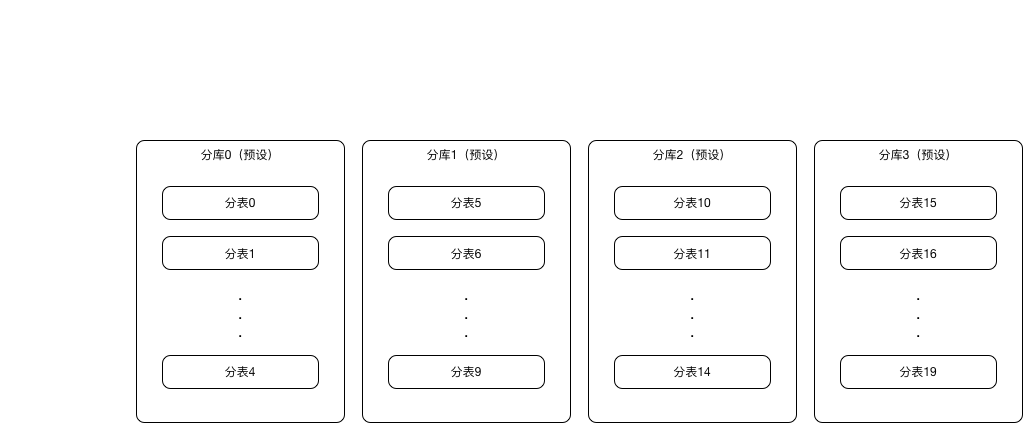 分库0（预设）
分表0
分表1
.
.
.
分表4
分库1（预设）
分表5
分表6
.
.
.
分表9
分库2（预设）
分表10
分表11
.
.
.
分表14
分库3（预设）
分表15
分表16
.
.
.
分表19